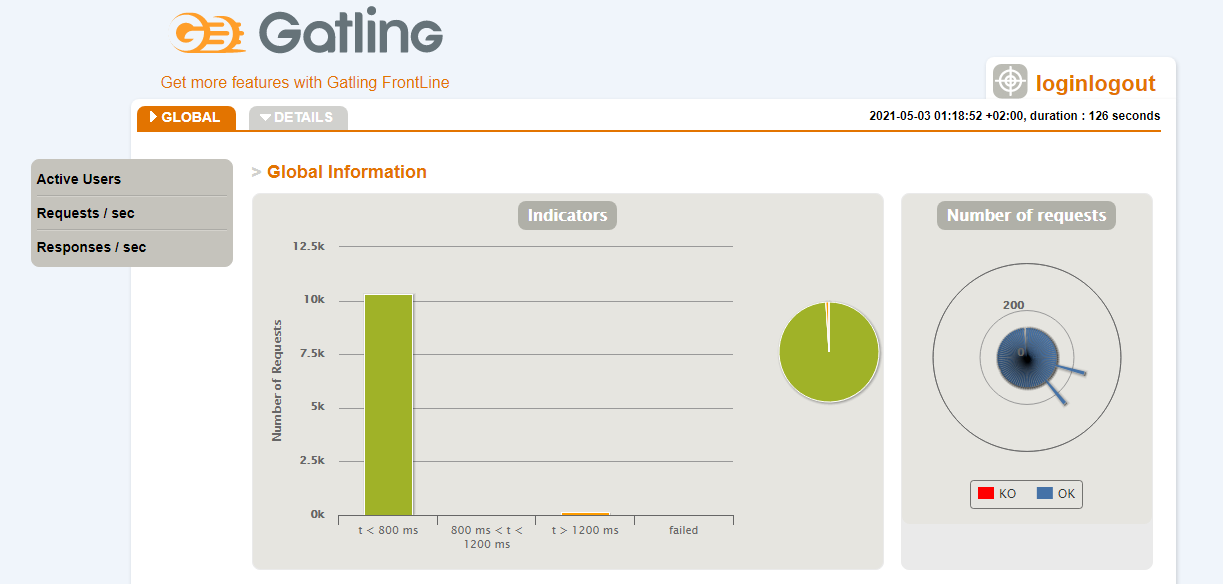 Gatling
Get more features with Gatling FrontLine
loginlogout
GLOBAL
DETAILS
2021-05-03 01:18:52 +02:00, duration : 126 seconds
Active Users
Requests / sec
Responses / sec
> Global Information
Indicators
Number of Requests
12.5k
10k
7.5k
5k
2.5k
0k
t < 800 ms
800 ms < t <
1200 ms
t > 1200 ms
failed
Number of requests
200
0
KO
OK